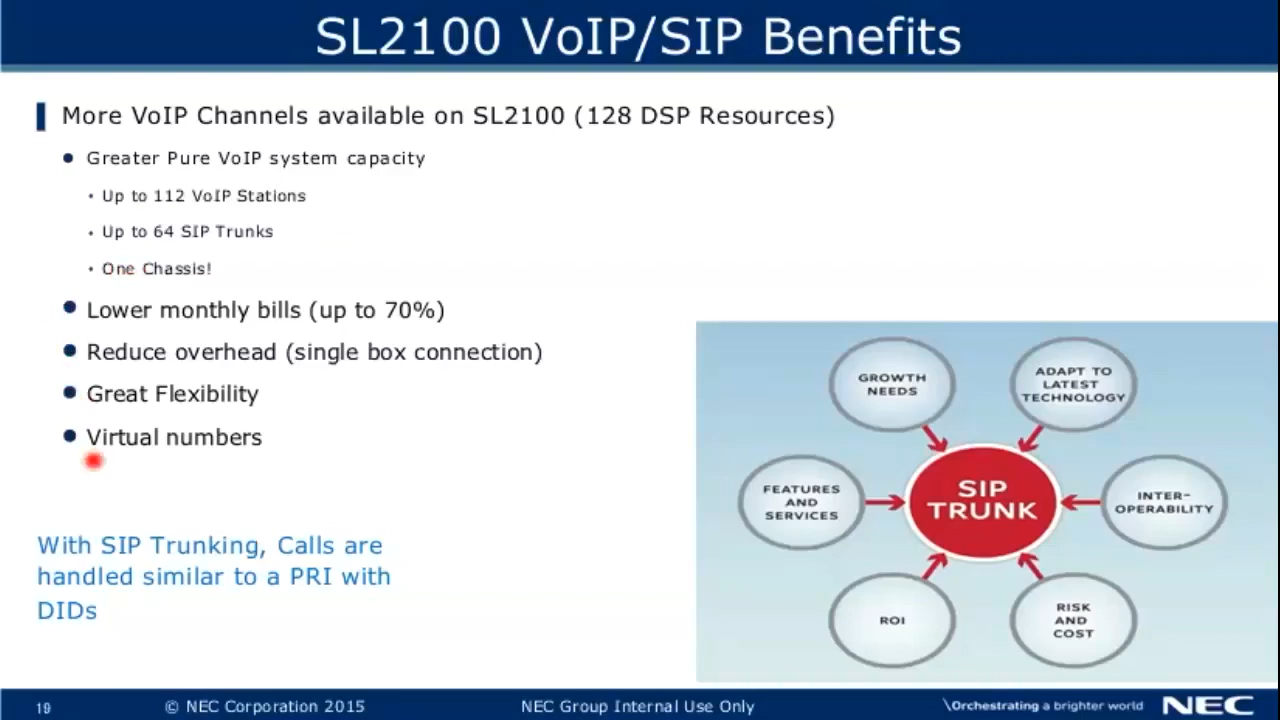 SL2100 VoIP/SIP Benefits
More VoIP Channels available on SL2100 (128 DSP Resources)
Greater Pure VoIP system capacity
Up to 112 VoIP Stations
Up to 64 SIP Trunks
One Chassis!
Lower monthly bills (up to 70%)
Reduce overhead (single box connection)
Great Flexibility
Virtual numbers
With SIP Trunking, Calls are
handled similar to a PRI with
DIDs
GROWTH
NEEDS
ADAPT TO
LATEST
TECHNOLOGY
FEATURES
AND
SERVICES
SIP
TRUNK
INTER-
OPERABILITY
ROI
RISK
AND
COST
19
© NEC Corporation 2015
NEC Group Internal Use Only
\Orchestrating a brighter world
NEC